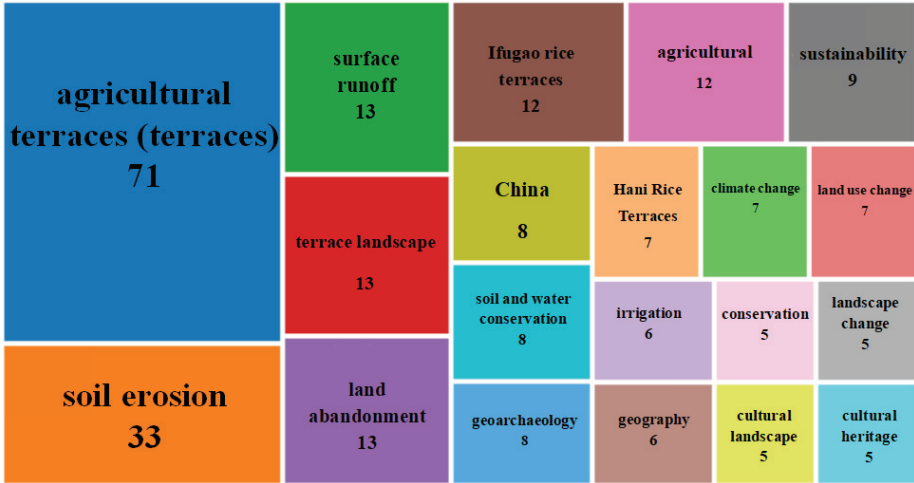 agricultural
terraces (terraces)
71
soil erosion
33
surface
runoff
13
terrace landscape
13
land
abandonment
13
Ifugao rice
terraces
12
agricultural
12
sustainability
9
China
8
Hani Rice
Terraces
7
climate change
7
land use change
7
soil and water
conservation
8
irrigation
6
conservation
5
landscape
change
5
geoarchaeology
8
geography
6
cultural
landscape
5
cultural
heritage
5